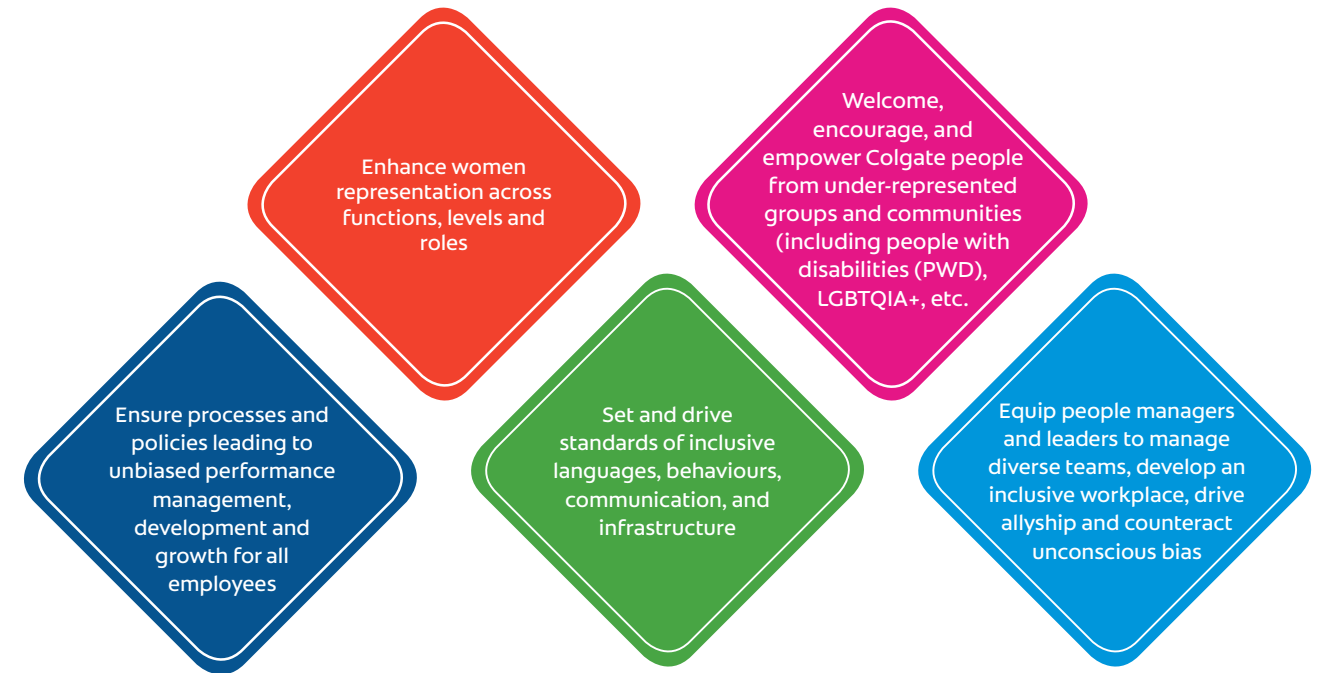 Enhance women
representation across
functions, levels and
roles
Welcome,
encourage, and
empower Colgate people
from under-represented
groups and communities
(including people with
disabilities (PWD),
LGBTQIA+, etc.
Ensure processes and
policies leading to
unbiased performance
management,
development and
growth for all
employees
Set and drive
standards of inclusive
languages, behaviours,
communication, and
infrastructure
Equip people managers
and leaders to manage
diverse teams, develop an
inclusive workplace, drive
allyship and counteract
unconscious bias